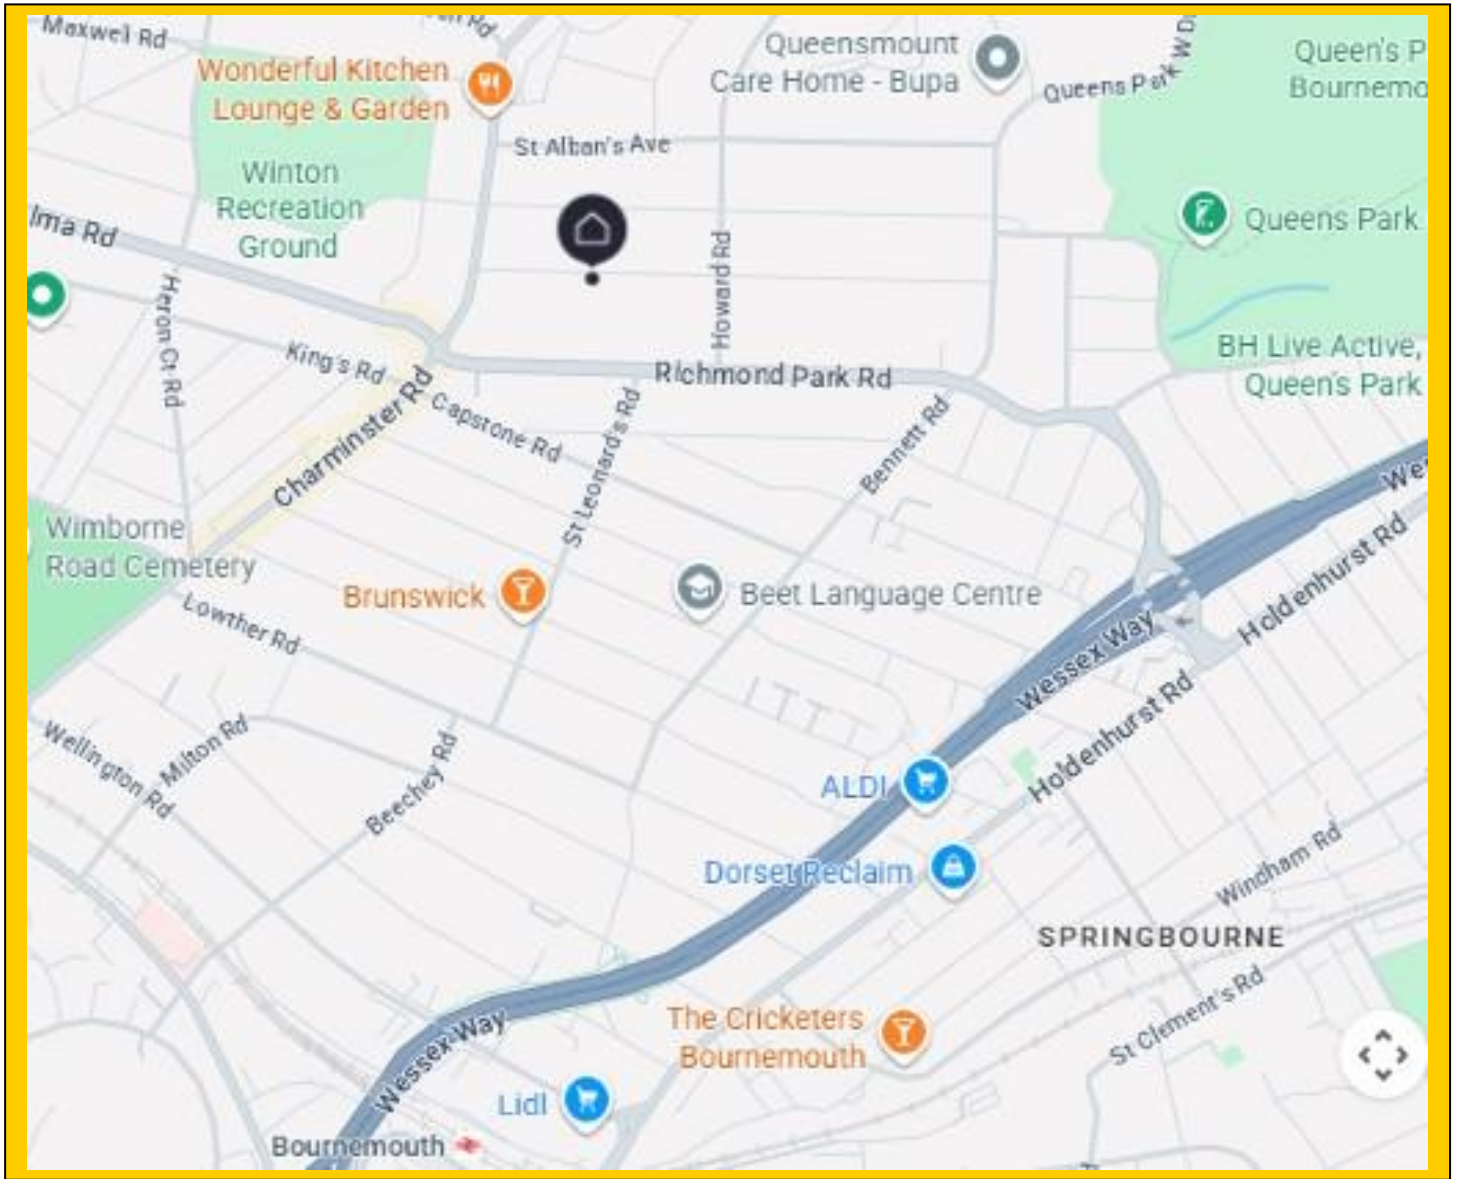 Maxwell Rd
Wonderful Kitchen
Lounge & Garden
Queensmount
Care Home - Bupa
Queens Park W D
Queen's P
Bournemo
St Alban's Ave
Winton
Recreation
Ground
lma Rd
Queens Park
Howard Rd
Heron Ct Rd
King's Rd
Richmond Park Rd
BH Live Active,
Queen's Park
Charminster Rd
Capstone Rd
St Leonard's Rd
Bennett Rd
Wes
Wimborne
Road Cemetery
Brunswick
Beet Language Centre
Holdenhurst Rd
Lowther Rd
Wessex Way
Holdenhurst Rd
Wellington Rd
Milton Rd
Beechey Rd
ALDI
Dorset Reclaim
Windham Rd
SPRINGBOURNE
St Clement's Rd
The Cricketers
Bournemouth
Wessex Way
Lidl
Bournemouth